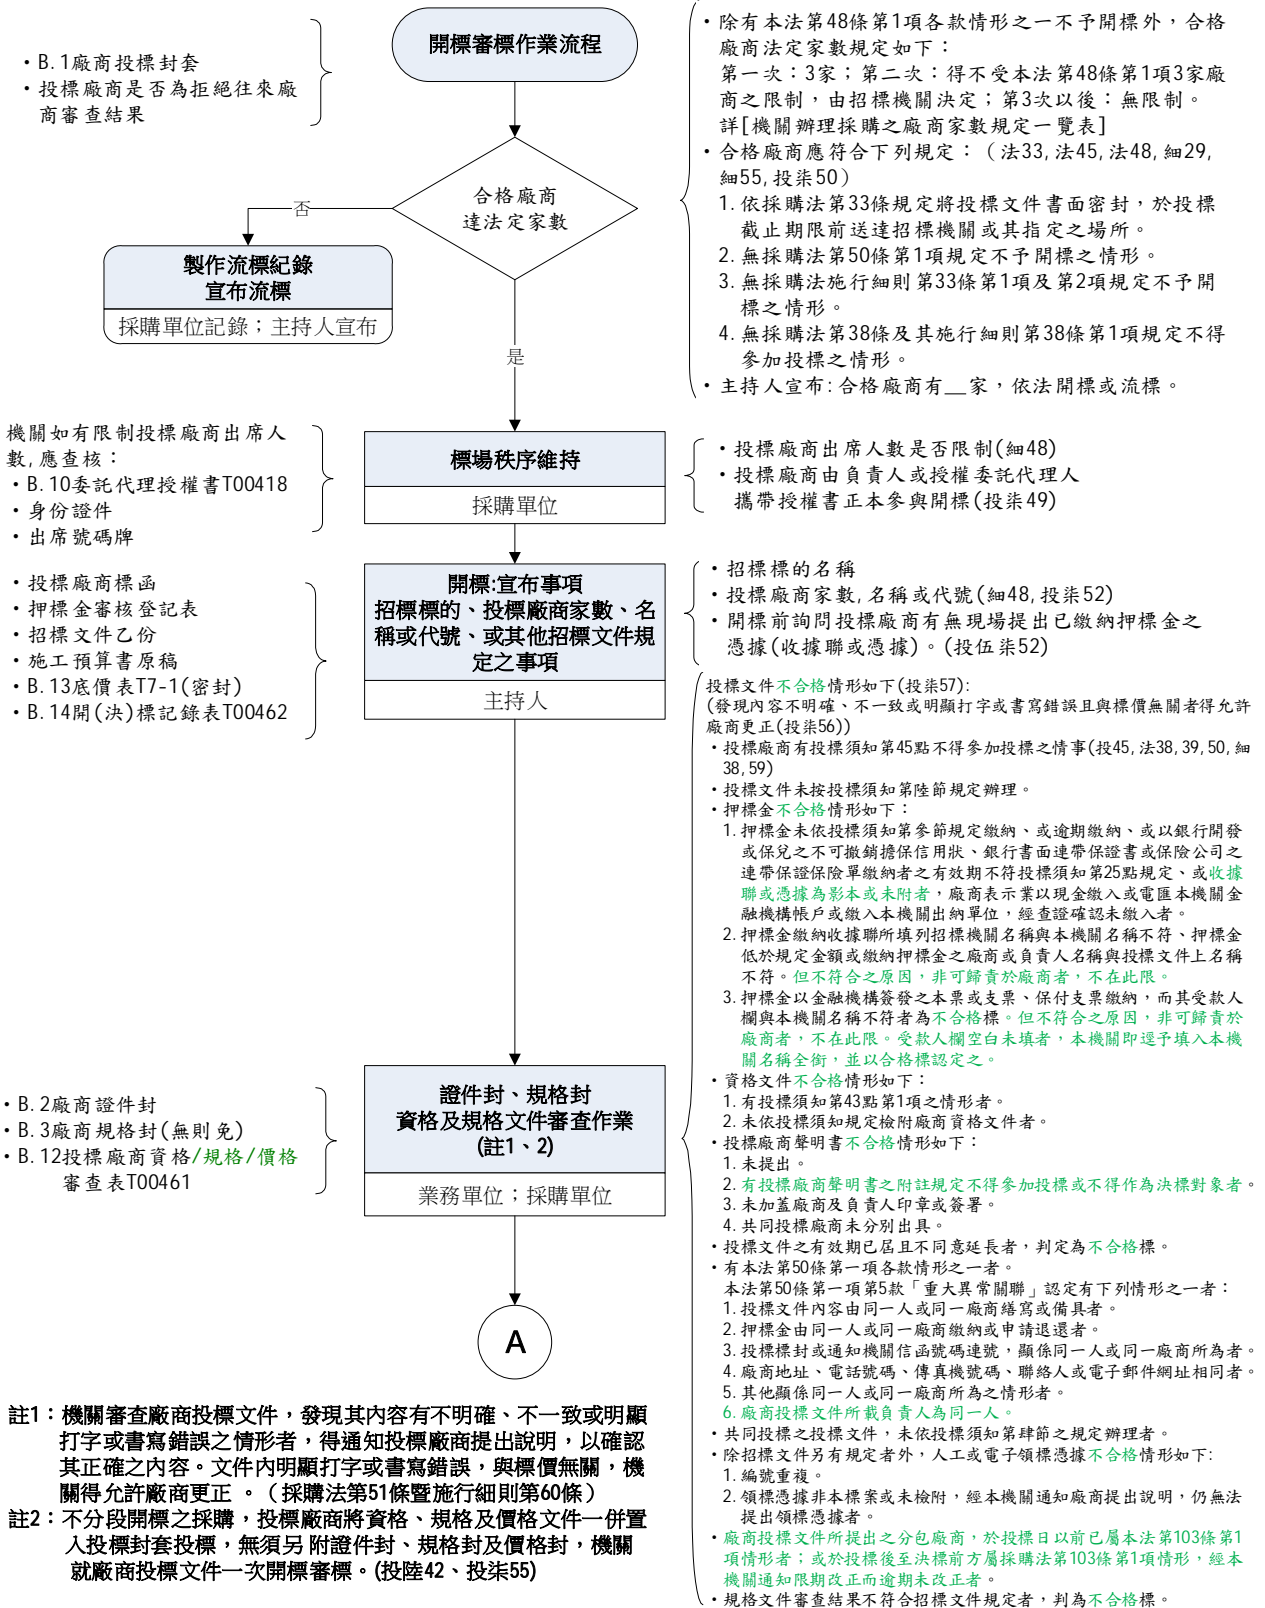 開標審標作業流程
・B.1廠商投標封套
・投標廠商是否為拒絕往來廠
商審查結果
・除有本法第48條第1項各款情形之一不予開標外，合格
廠商法定家數規定如下：
第一次：3家；第二次：得不受本法第48條第1項3家廠
商之限制，由招標機關決定；第3次以後：無限制。
詳[機關辦理採購之廠商家數規定一覽表]
・合格廠商應符合下列規定：（法33,法45,法48,細29,
細55,投柒50）
1.依採購法第33條規定將投標文件書面密封，於投標
截止期限前送達招標機關或其指定之場所。
2.無採購法第50條第1項規定不予開標之情形。
3.無採購法施行細則第33條第1項及第2項規定不予開
標之情形。
4.無採購法第38條及其施行細則第38條第1項規定不得
參加投標之情形。
・主持人宣布:合格廠商有__家，依法開標或流標。
合格廠商
達法定家數
否
製作流標紀錄
宣布流標
採購單位記錄；主持人宣布
是
機關如有限制投標廠商出席人
數,應查核：
・B.10委託代理授權書T00418
・身份證件
・出席號碼牌
標場秩序維持
採購單位
・投標廠商出席人數是否限制(細48)
・投標廠商由負責人或授權委託代理人
攜帶授權書正本參與開標(投柒49)
・投標廠商標函
・押標金審核登記表
・招標文件乙份
・施工預算書原稿
・B.13底價表T7-1(密封)
・B.14開(決)標記錄表T00462
開標:宣布事項
招標標的、投標廠商家數、名
稱或代號、或其他招標文件規
定之事項
主持人
・招標標的名稱
・投標廠商家數,名稱或代號(細48,投柒52)
・開標前詢問投標廠商有無現場提出已繳納押標金之
憑據(收據聯或憑據)。(投伍柒52)
投標文件不合格情形如下(投柒57):
(發現內容不明確、不一致或明顯打字或書寫錯誤且與標價無關者得允許
廠商更正(投柒56))
・投標廠商有投標須知第45點不得參加投標之情事(投45,法38,39,50,細
38,59)
・投標文件未按投標須知第陸節規定辦理。
・押標金不合格情形如下：
1.押標金未依投標須知第參節規定繳納、或逾期繳納、或以銀行開發
或保兌之不可撤銷擔保信用狀、銀行書面連帶保證書或保險公司之
連帶保證保險單繳納者之有效期不符投標須知第25點規定、或收據
聯或憑據為影本或未附者，廠商表示業以現金繳入或電匯本機關金
融機構帳戶或繳入本機關出納單位，經查證確認未繳入者。
2.押標金繳納收據聯所填列招標機關名稱與本機關名稱不符、押標金
低於規定金額或繳納押標金之廠商或負責人名稱與投標文件上名稱
不符。但不符合之原因，非可歸責於廠商者，不在此限。
3.押標金以金融機構簽發之本票或支票、保付支票繳納，而其受款人
欄與本機關名稱不符者為不合格標。但不符合之原因，非可歸責於
廠商者，不在此限。受款人欄空白未填者，本機關即逕予填入本機
關名稱全銜，並以合格標認定之。
・資格文件不合格情形如下：
1.有投標須知第43點第1項之情形者。
2.未依投標須知規定檢附廠商資格文件者。
・投標廠商聲明書不合格情形如下：
1.未提出。
2.有投標廠商聲明書之附註規定不得參加投標或不得作為決標對象者。
3.未加蓋廠商及負責人印章或簽署。
4.共同投標廠商未分別出具。
・投標文件之有效期已屆且不同意延長者，判定為不合格標。
・有本法第50條第一項各款情形之一者。
本法第50條第一項第5款「重大異常關聯」認定有下列情形之一者：
1.投標文件內容由同一人或同一廠商繕寫或備具者。
2.押標金由同一人或同一廠商繳納或申請退還者。
3.投標標封或通知機關信函號碼連號，顯係同一人或同一廠商所為者。
4.廠商地址、電話號碼、傳真機號碼、聯絡人或電子郵件網址相同者。
5.其他顯係同一人或同一廠商所為之情形者。
6.廠商投標文件所載負責人為同一人。
・共同投標之投標文件，未依投標須知第肆節之規定辦理者。
・除招標文件另有規定者外，人工或電子領標憑據不合格情形如下:
1.編號重複。
2.領標憑據非本標案或未檢附，經本機關通知廠商提出說明，仍無法
提出領標憑據者。
・廠商投標文件所提出之分包廠商，於投標日以前已屬本法第103條第1
項情形者；或於投標後至決標前方屬採購法第103條第1項情形，經本
機關通知限期改正而逾期未改正者。
・規格文件審查結果不符合招標文件規定者，判為不合格標。
・B.2廠商證件封
・B.3廠商規格封(無則免)
・B.12投標廠商資格/規格/價格
審查表T00461
證件封、規格封
資格及規格文件審查作業
(註1、2)
業務單位；採購單位
A
註1：機關審查廠商投標文件，發現其內容有不明確、不一致或明顯
打字或書寫錯誤之情形者，得通知投標廠商提出說明，以確認
其正確之內容。文件內明顯打字或書寫錯誤，與標價無關，機
關得允許廠商更正 。（採購法第51條暨施行細則第60條）
註2：不分段開標之採購，投標廠商將資格、規格及價格文件一併置
入投標封套投標，無須另 附證件封、規格封及價格封，機關
就廠商投標文件一次開標審標。(投陸42、投柒55)